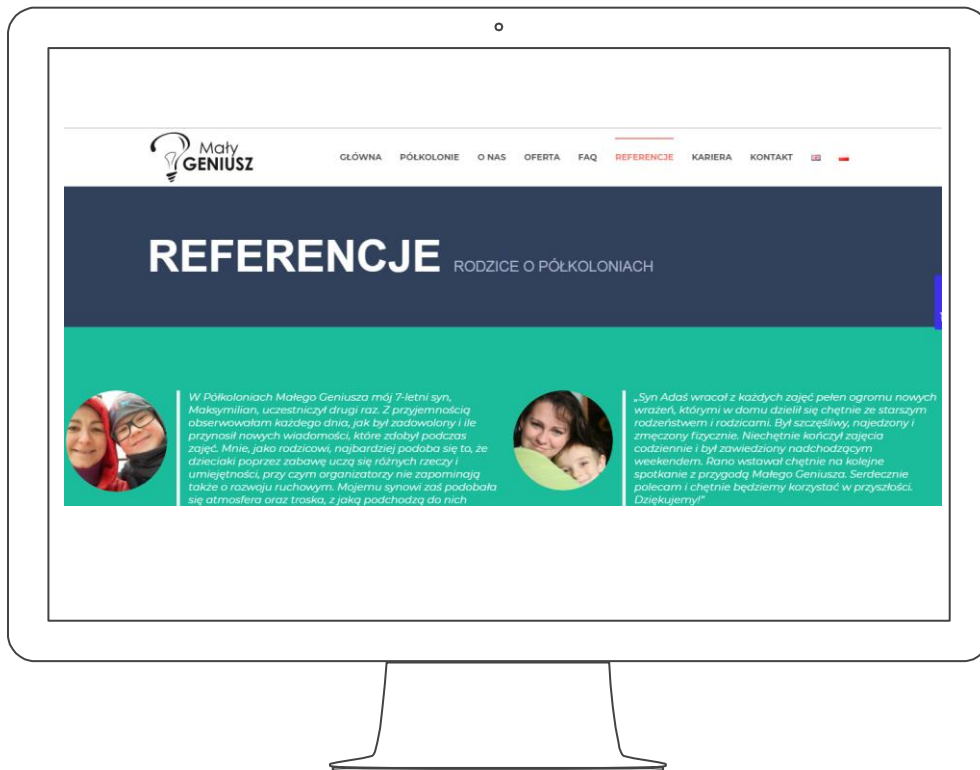 Mały
GENIUSZ
GŁÓWNA PÓŁKOLONIE O NAS OFERTA FAQ REFERENCJE KARIERA KONTAKT
REFERENCJE RODZICE O PÓŁKOLONIACH
W Półkoloniach Małego Geniusza mój 7-letni syn,
Maksymilian, uczestniczył drugi raz. Z przyjemnością
obserwowałam każdego dnia, jak był zadowolony i ile
przynosił nowych wiadomości, które zdobył podczas
zajęć. Mnie, jako rodzicowi, najbardziej podoba się to, że
dzieciaki poprzez zabawę uczą się różnych rzeczy i
umiejętności, przy czym organizatorzy nie zapominają
także o rozwoju ruchowym. Mojemu synowi zaś podobała
się atmosfera oraz troska, z jaką podchodzą do nich
„Syn Adaś wracał z każdych zajęć pełen ogromu nowych
wrażeń, którymi w domu dzielił się chętnie ze starszym
rodzeństwem i rodzicami. Był szczęśliwy, najedzony i
zmęczony fizycznie. Niechętnie kończył zajęcia
codziennie i był zawiedziony nadchodzącym
weekendem. Rano wstawał chętnie na kolejne
spotkanie z przygodą Małego Geniusza. Serdecznie
polecam i chętnie będziemy korzystać w przyszłości.
Dziękujemy!"